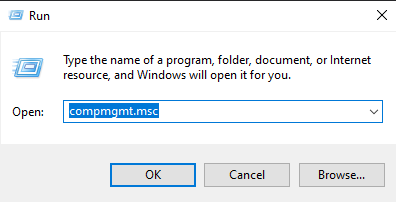 Run
Type the name of a program, folder, document, or Internet
resource, and Windows will open it for you.
Open: compmgmt.msc
OK Cancel Browse...